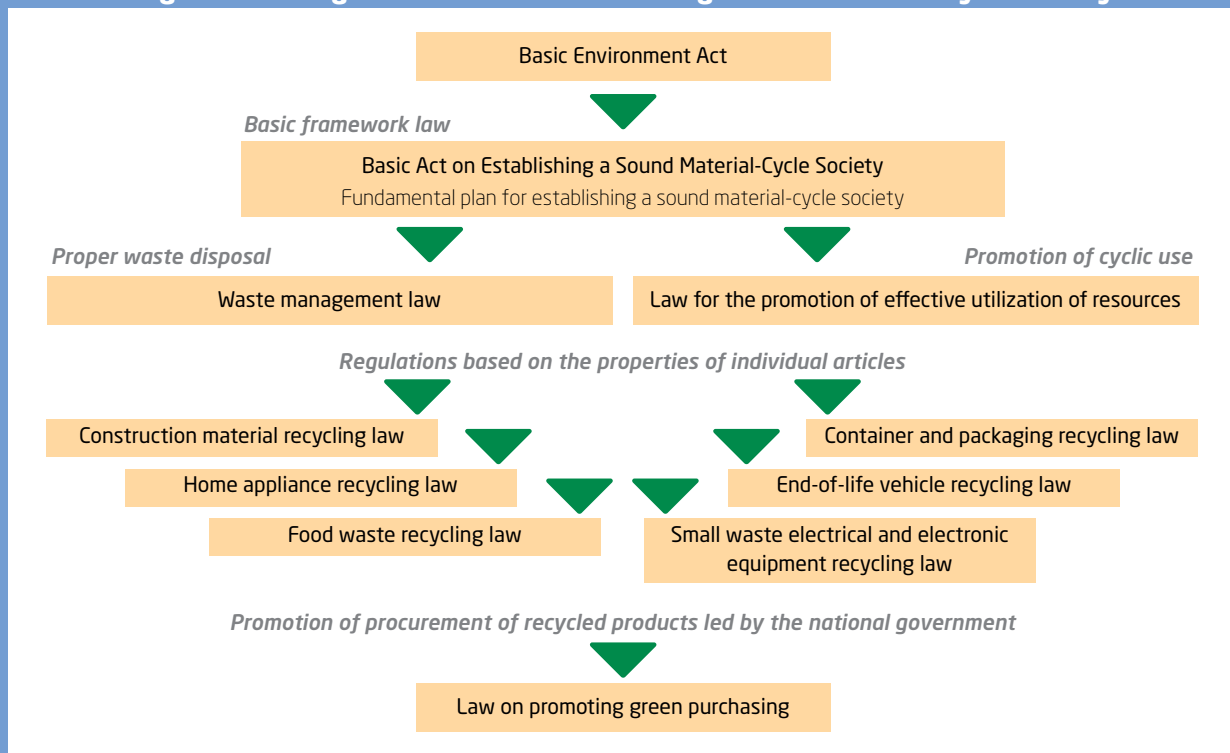 Basic Environment Act
Basic framework law
Basic Act on Establishing a Sound Material-Cycle Society
Fundamental plan for establishing a sound material-cycle society
Proper waste disposal
Promotion of cyclic use
Waste management law
Law for the promotion of effective utilization of resources
Regulations based on the properties of individual articles
Construction material recycling law
Container and packaging recycling law
Home appliance recycling law
End-of-life vehicle recycling law
Food waste recycling law
Small waste electrical and electronic
equipment recycling law
Promotion of procurement of recycled products led by the national government
Law on promoting green purchasing